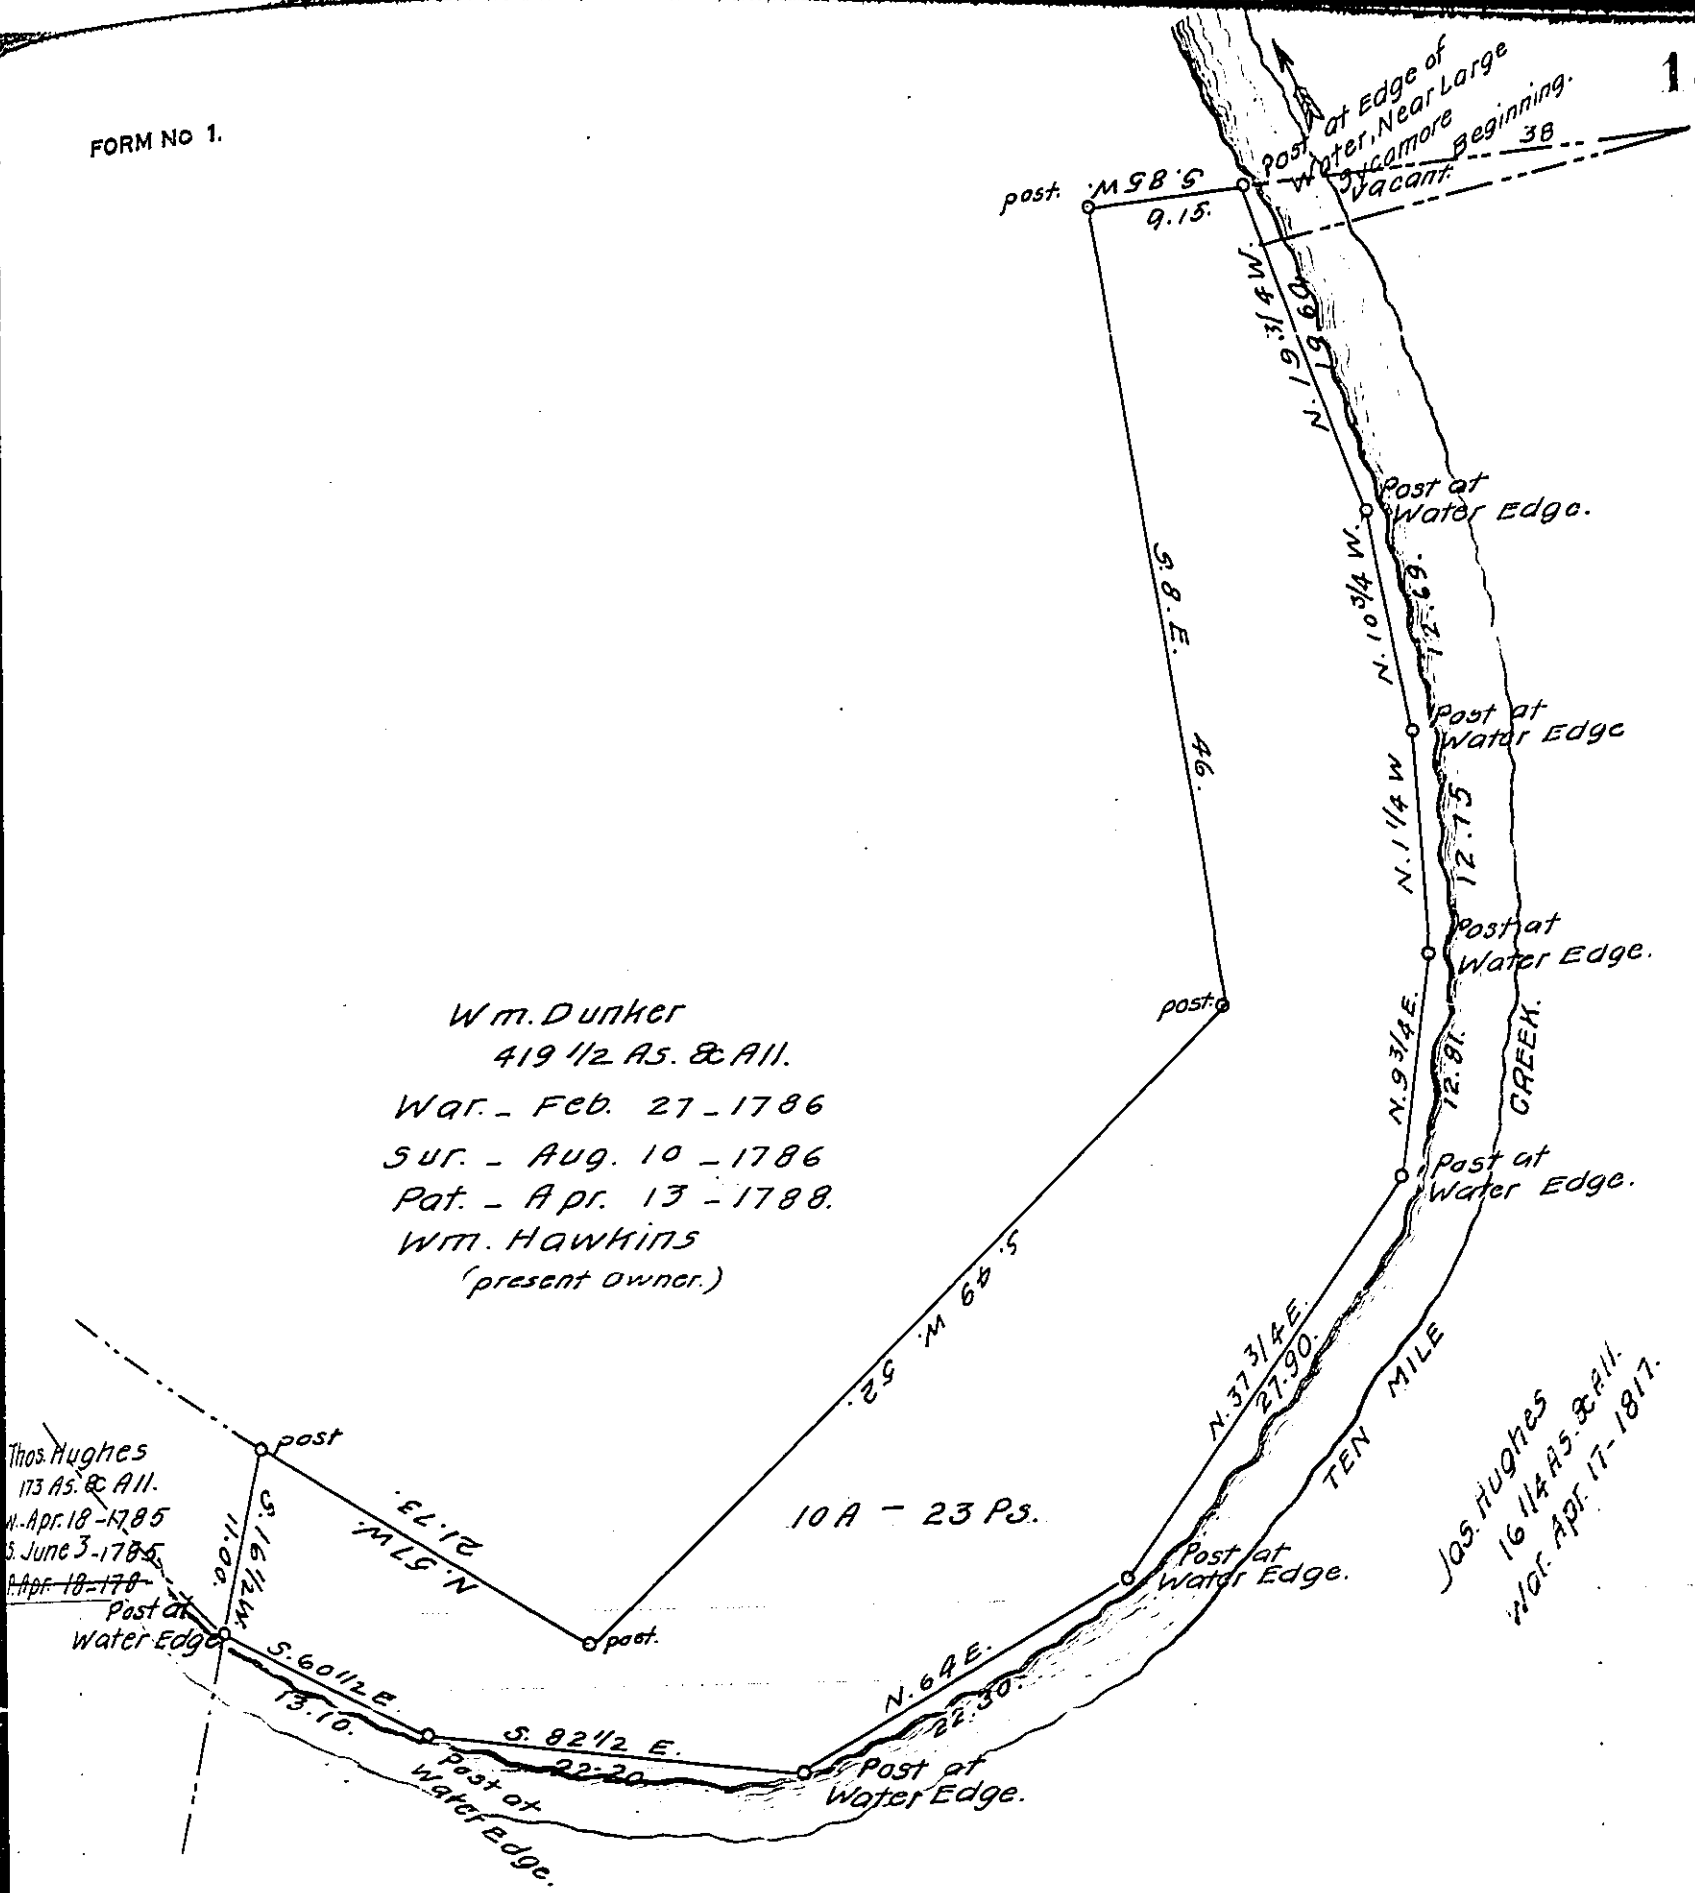 FORM No 1.
1
Post at Edge of
Water, Near Large
Sycamore Beginning.
38
Vacant.
post.
S. 85 W.
9.15.
N. 19 3/4 W.
19.69
Post at
Water Edge.
S. 8. E.
46.
N. 10 3/4 W.
12.69.
Post at
Water Edge
N. 1 1/4 W
12.75
Post at
Water Edge.
post.
N. 9 3/4 E.
12.81.
Post at
Water Edge.
CREEK.
Wm. Dunker
419 1/2 As. & All.
War. - Feb. 27 - 1786
Sur. - Aug. 10 - 1786
Pat. - Apr. 13 - 1788.
Wm. Hawkins
(present Owner.)
S. 49 W.
52.
N. 37 3/4 E.
27.90.
MILE
TEN
Jas. Hughes
16 1/4 As. & All.
War. Apr. 17 - 1817.
Thos. Hughes
173 As. & All.
W. - Apr. 18 - 1785
S. June 3 - 1785
P. Apr. 18 - 178
post
S. 16 1/2 W.
11.00.
21.73.
N. 57 W.
10 A - 23 Ps.
Post at
Water Edge.
Post at
Water Edge
post.
S. 60 1/2 E.
13.10.
N. 64 E.
22.30.
S. 82 1/2 E.
22.20
Post at
Water Edge.
Post at
Water Edge.